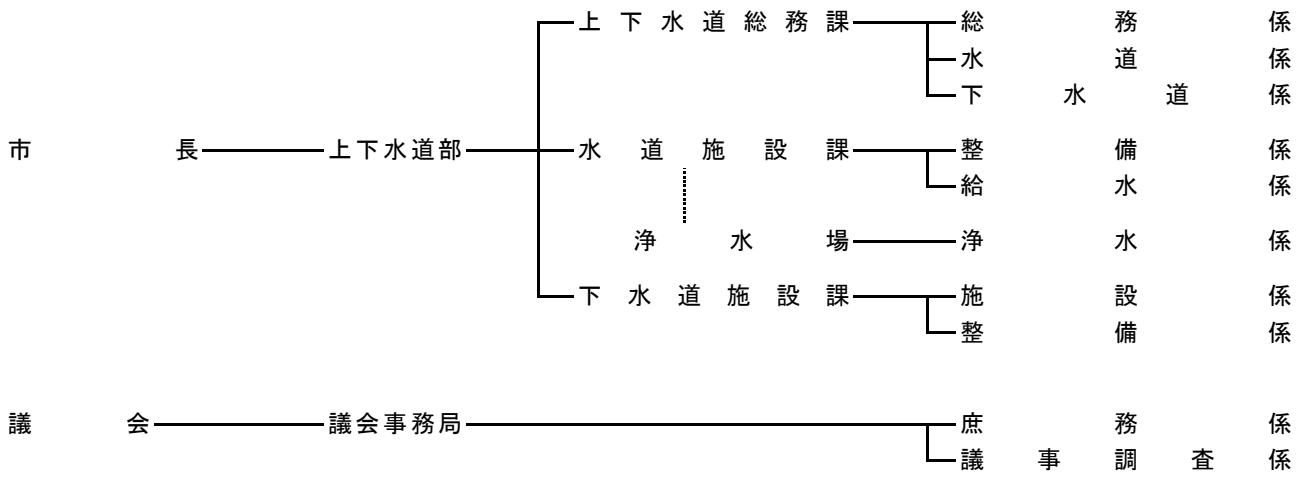 上下水道総務課 総務係
水道係
下水道係
市長 上下水道部 水道施設課 整備係
給水係
浄水場 浄水係
下水道施設課 施設係
整備係
議会 議会事務局 庶務係
議事調査係